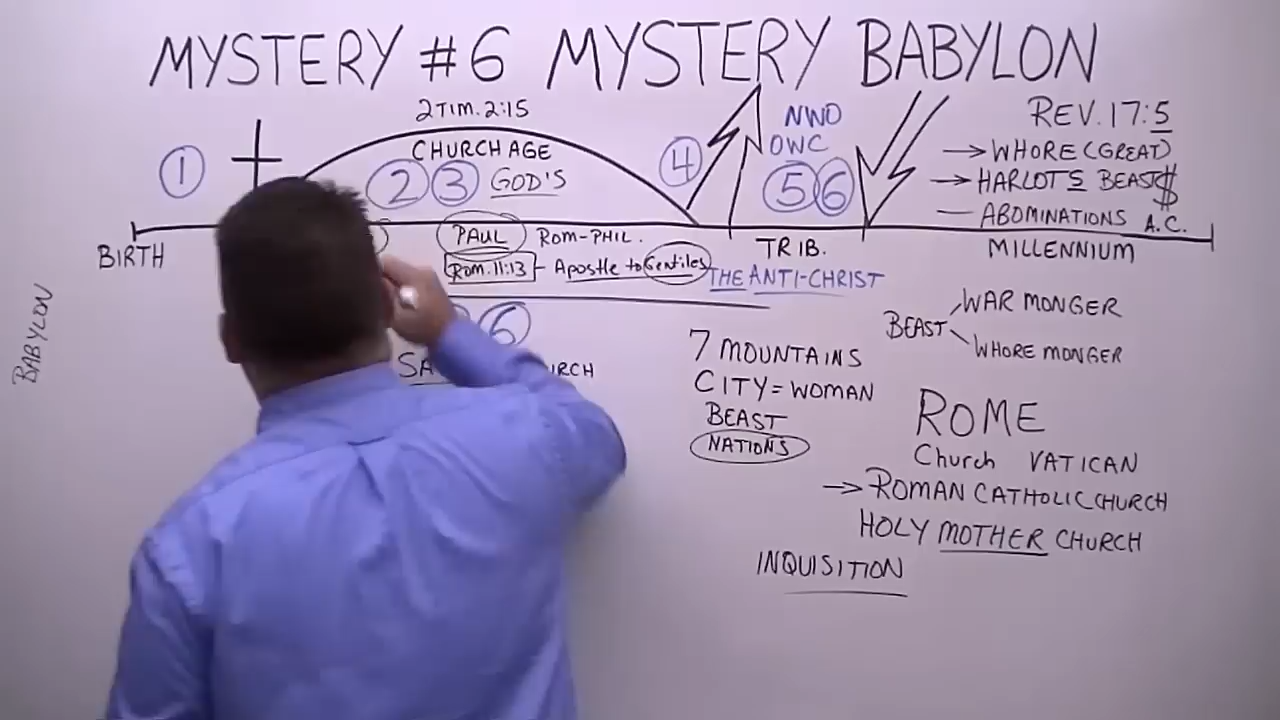 MYSTERY #6 MYSTERY BABYLON
2 TIM. 2:15
CHURCH AGE
1
2 3 GOD'S
4
NWO
OWC
5 6
REV. 17:5
→ WHORE (GREAT)
→ HARLOTS BEAST$
— ABOMINATIONS A.C.
BIRTH
PAUL ROM-PHIL.
ROM. 11:13 - Apostle to Gentiles
TRIB.
THE ANTI-CHRIST
MILLENNIUM
BABYLON
6
SA
7 MOUNTAINS
CITY = WOMAN
BEAST
NATIONS
BEAST WAR MONGER
WHORE MONGER
ROME
Church VATICAN
→ ROMAN CATHOLIC CHURCH
HOLY MOTHER CHURCH
INQUISITION